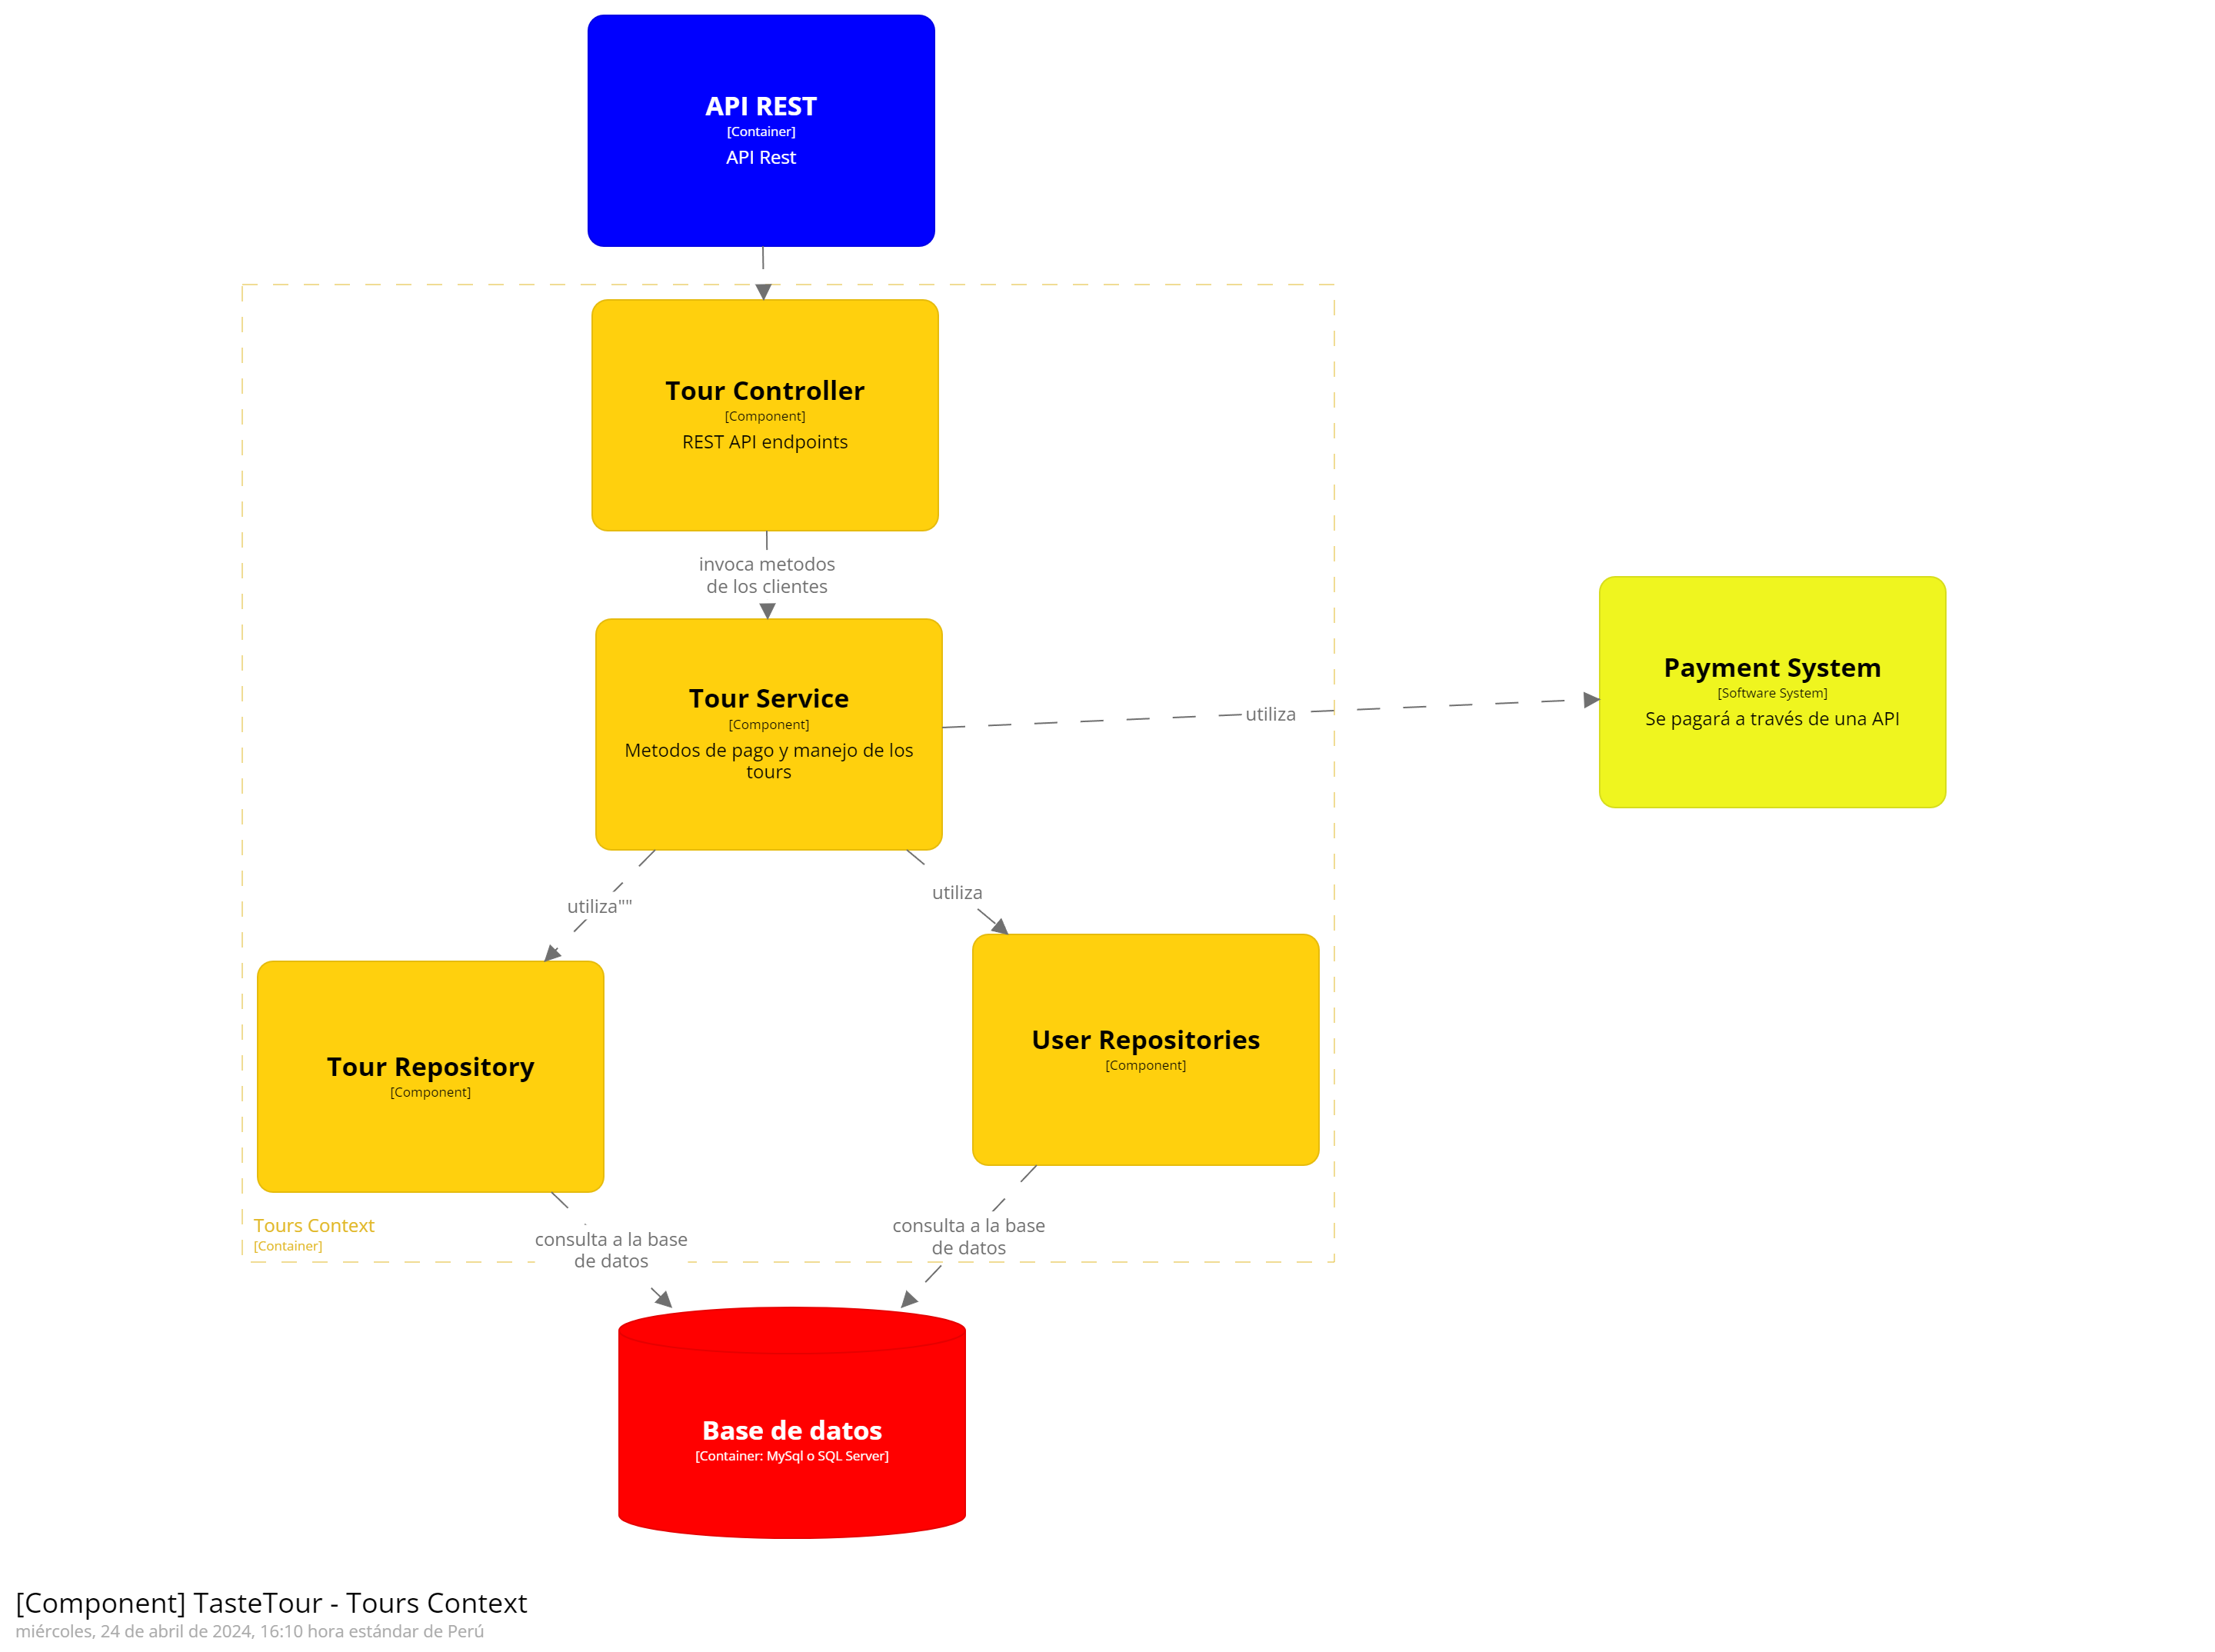 API REST
[Container]
API Rest
Tour Controller
[Component]
REST API endpoints
invoca metodos
de los clientes
Tour Service
[Component]
Metodos de pago y manejo de los
tours
utiliza
Payment System
[Software System]
Se pagará a través de una API
utiliza""
utiliza
Tour Repository
[Component]
User Repositories
[Component]
Tours Context
[Container]
consulta a la base
de datos
consulta a la base
de datos
Base de datos
[Container: MySql o SQL Server]
[Component] TasteTour - Tours Context
miércoles, 24 de abril de 2024, 16:10 hora estándar de Perú